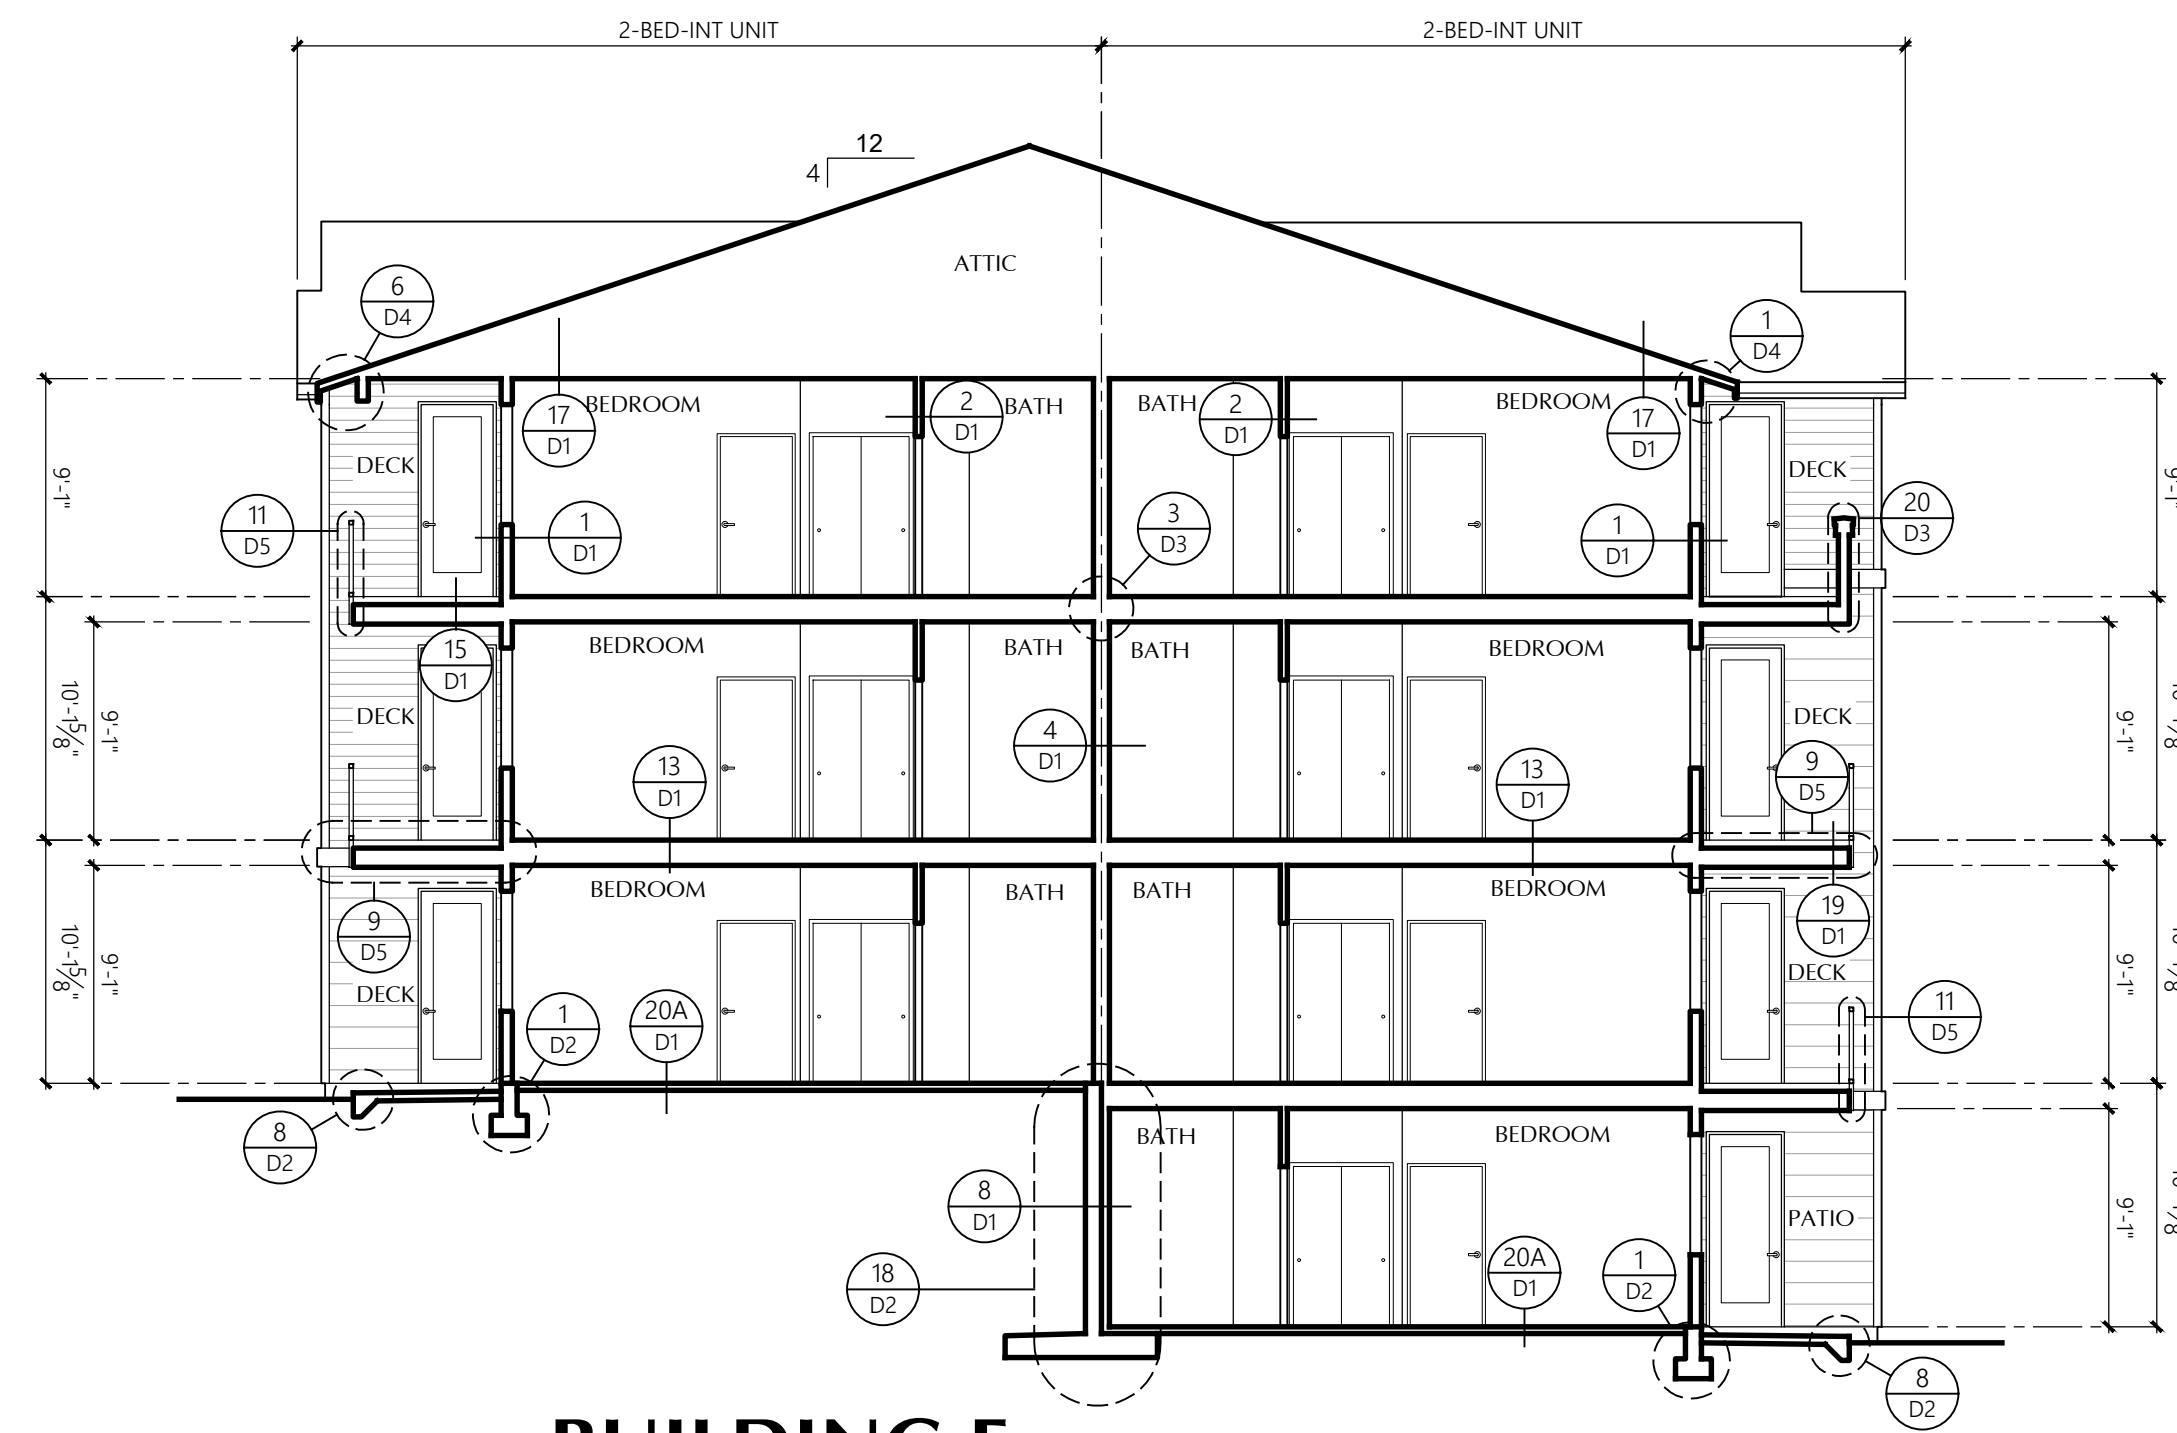 2-BED-INT UNIT
2-BED-INT UNIT
12
4
ATTIC
6
D4
1
D4
BEDROOM
17
D1
2
D1
BATH
BATH
2
D1
BEDROOM
17
D1
DECK
DECK
9'-1"
11
D5
1
D1
3
D3
1
D1
20
D3
15
D1
BEDROOM
BATH
BATH
BEDROOM
10'-1 5/8"
9'-1"
DECK
4
D1
DECK
9'-1"
13
D1
13
D1
9
D5
BEDROOM
BATH
BATH
BEDROOM
9
D5
19
D1
10'-1 5/8"
9'-1"
DECK
DECK
9'-1"
1
D2
20A
D1
11
D5
8
D2
BATH
BEDROOM
8
D1
PATIO
9'-1"
18
D2
20A
D1
1
D2
8
D2